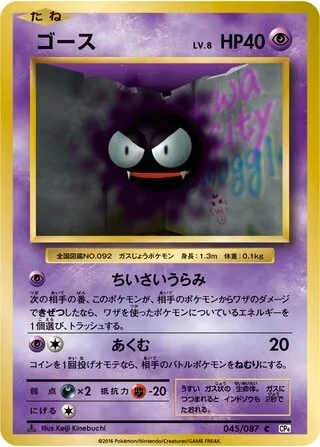 たね
ゴース
LV.8 HP40
wa
City
uggl
全国図鑑NO.092 ガスじょうポケモン 身長：1.3m 体重：0.1kg
ちいさいうらみ
次の相手の番、このポケモンが、相手のポケモンからワザのダメージ
できぜつしたなら、ワザを使ったポケモンについているエネルギーを
1個選び、トラッシュする。
あくむ 20
コインを1回投げオモテなら、相手のバトルポケモンをねむりにする。
弱点 ×2 抵抗力 -20
にげる
うすい ガス状の 生命体。ガスに
つつまれると インドゾウも 2秒で
たおれる。
Illus. Keiji Kinebuchi
045/087 C CP6
©2016 Pokémon/Nintendo/Creatures/GAME FREAK.